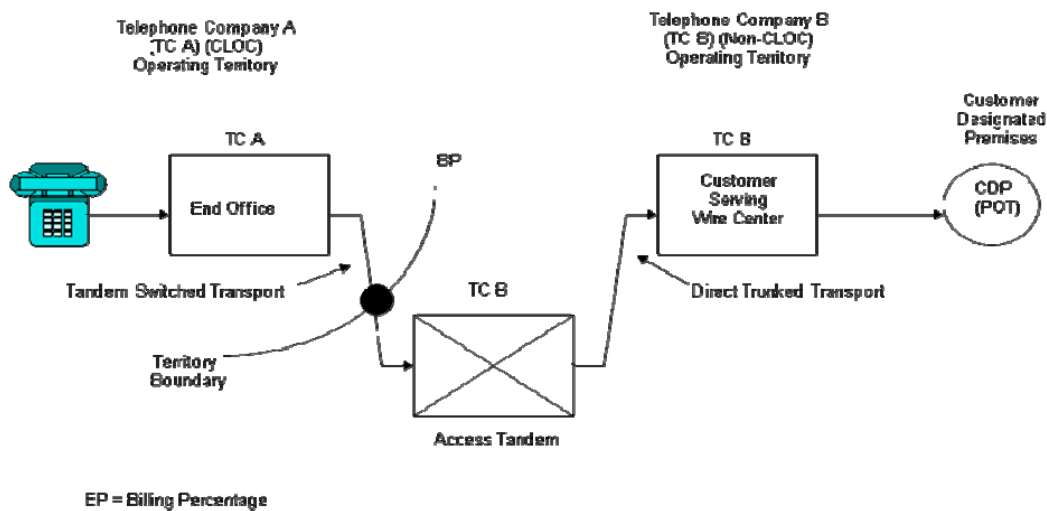 Telephone Company A
(TC A) (CLOC)
Operating Territory
Telephone Company B
(TC B) (Non-CLOC)
Operating Territory
Customer
Designated
Premises
TC A
BP
TC B
End Office
Customer
Serving
Wire Center
CDP
(POT)
Tandem Switched Transport
TC B
Direct Trunked Transport
Territory
Boundary
Access Tandem
BP = Billing Percentage